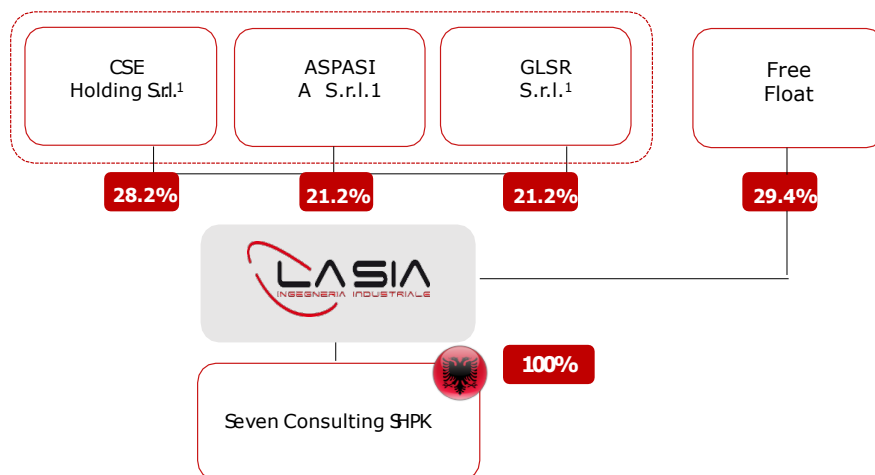 CSE
Holding S.r.l.¹
ASPASI
A S.r.l.1
GLSR
S.r.l.¹
Free
Float
28.2%
21.2%
21.2%
29.4%
LASIA
INGEGNERIA INDUSTRIALE
100%
Seven Consulting SHPK